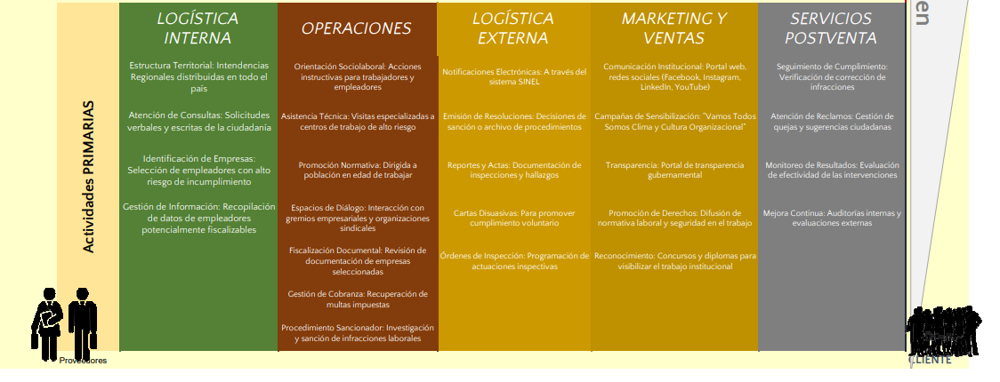 Actividades PRIMARIAS
LOGÍSTICA
INTERNA
Estructura Territorial: Intendencias
Regionales distribuidas en todo el
país
Atención de Consultas: Solicitudes
verbales y escritas de la ciudadanía
Identificación de Empresas:
Selección de empleadores con alto
riesgo de incumplimiento
Gestión de Información: Recopilación
de datos de empleadores
potencialmente fiscalizables
OPERACIONES
Orientación Sociolaboral: Acciones
instructivas para trabajadores y
empleadores
Asistencia Técnica: Visitas especializadas a
centros de trabajo de alto riesgo
Promoción Normativa: Dirigida a
población en edad de trabajar
Espacios de Diálogo: Interacción con
gremios empresariales y organizaciones
sindicales
Fiscalización Documental: Revisión de
documentación de empresas
seleccionadas
Gestión de Cobranza: Recuperación de
multas impuestas
Procedimiento Sancionador: Investigación
y sanción de infracciones laborales
LOGÍSTICA
EXTERNA
Notificaciones Electrónicas: A través del
sistema SINEL
Emisión de Resoluciones: Decisiones de
sanción o archivo de procedimientos
Reportes y Actas: Documentación de
inspecciones y hallazgos
Cartas Disuasivas: Para promover
cumplimiento voluntario
Órdenes de Inspección: Programación de
actuaciones inspectivas
MARKETING Y
VENTAS
Comunicación Institucional: Portal web,
redes sociales (Facebook, Instagram,
LinkedIn, YouTube)
Campañas de Sensibilización: "Vamos Todos
Somos Clima y Cultura Organizacional"
Transparencia: Portal de transparencia
gubernamental
Promoción de Derechos: Difusión de
normativa laboral y seguridad en el trabajo
Reconocimiento: Concursos y diplomas para
visibilizar el trabajo institucional
SERVICIOS
POSTVENTA
Seguimiento de Cumplimiento:
Verificación de corrección de
infracciones
Atención de Reclamos: Gestión de
quejas y sugerencias ciudadanas
Monitoreo de Resultados: Evaluación
de efectividad de las intervenciones
Mejora Continua: Auditorías internas y
evaluaciones externas
en
Proveedores
CLIENTE